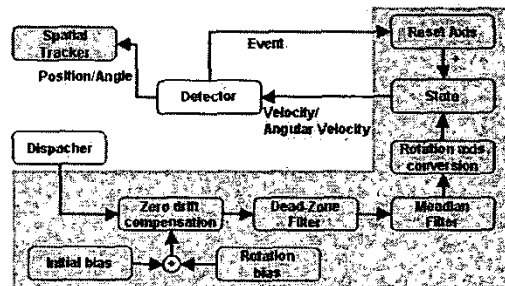 Spatial
Tracker
Event
Reset Axis
Position/Angle
Detector
Velocity/
Angular Velocity
State
Dispacher
Rotation axis
conversion
Zero drift
compensation
Dead-Zone
Filter
Meadian
Filter
Initial bias
+
Rotation
bias